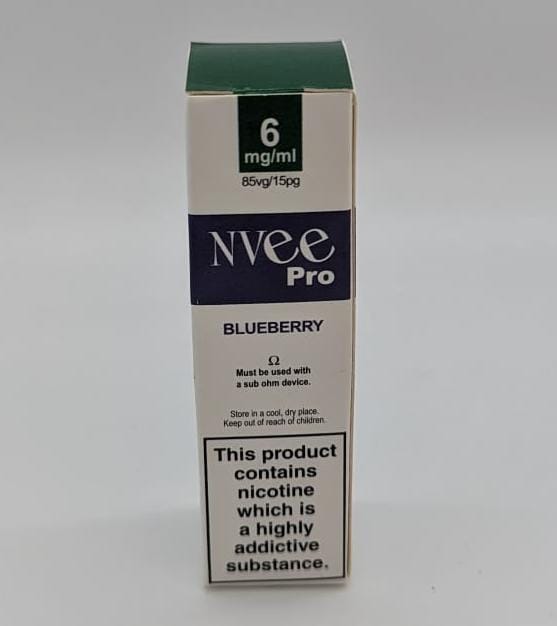 6
mg/ml
85vg/15pg
NVee
Pro
BLUEBERRY
Ω
Must be used with
a sub ohm device.
Store in a cool, dry place.
Keep out of reach of children.
This product
contains
nicotine
which is
a highly
addictive
substance.